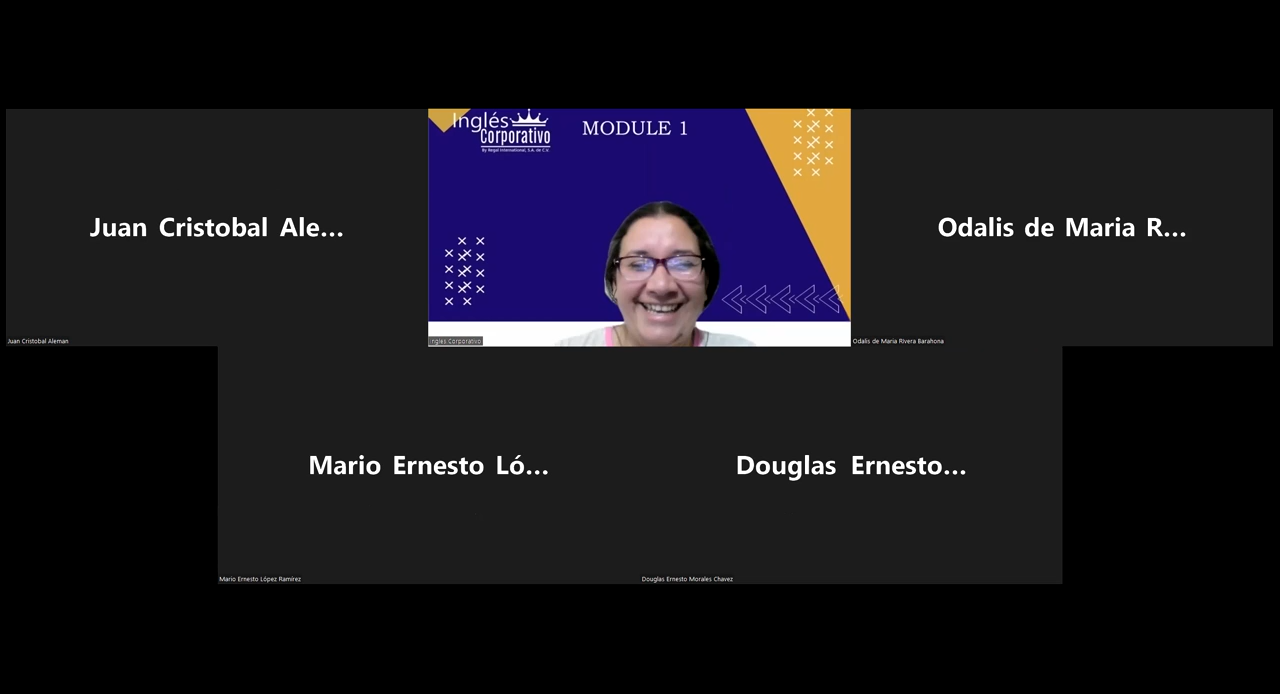 Juan Cristobal Ale...
Juan Cristobal Aleman
Inglés
Corporativo
By Regal International, S.A. de C.V.
MODULE 1
Inglés Corporativo
Odalis de Maria R...
Odalis de Maria Rivera Barahona
Mario Ernesto Ló...
Mario Ernesto López Ramírez
Douglas Ernesto...
Douglas Ernesto Morales Chavez